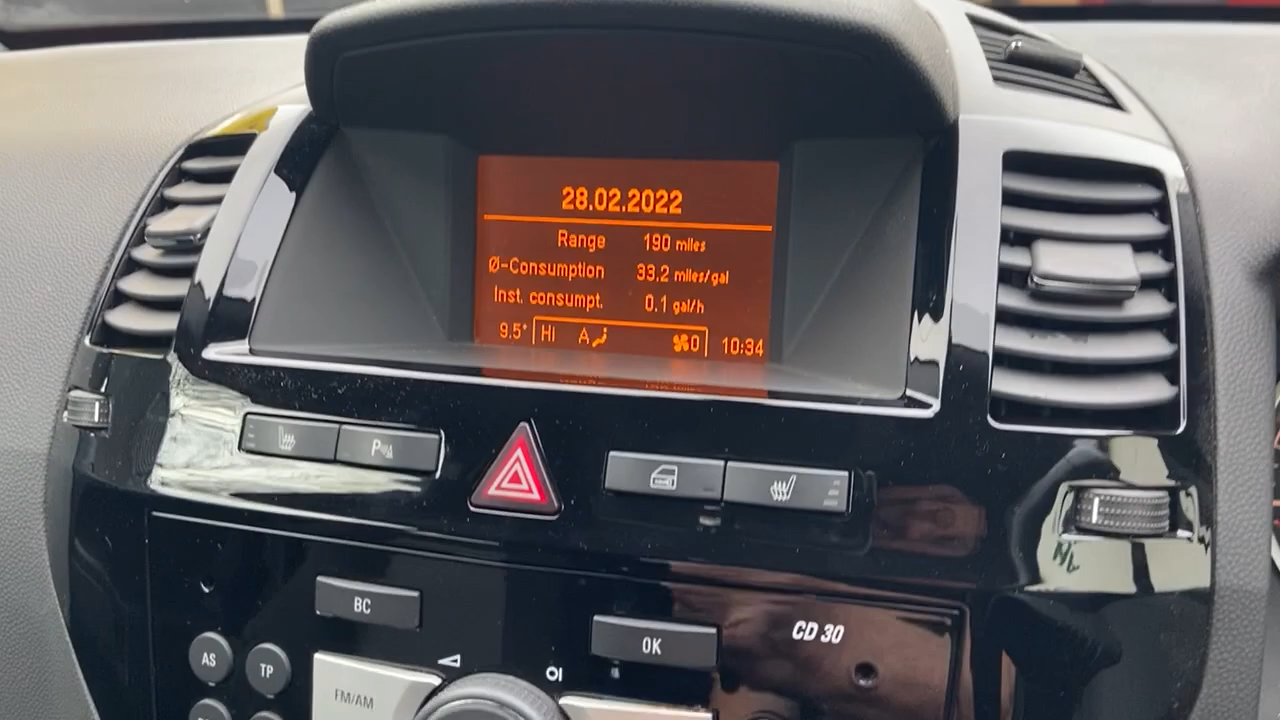 28.02.2022
Range 190 miles
Ø-Consumption 33.2 miles/gal
Inst. consumpt. 0.1 gal/h
9.5° HI A 0 10:34
P
BC
OK
CD 30
AS
TP
FM/AM